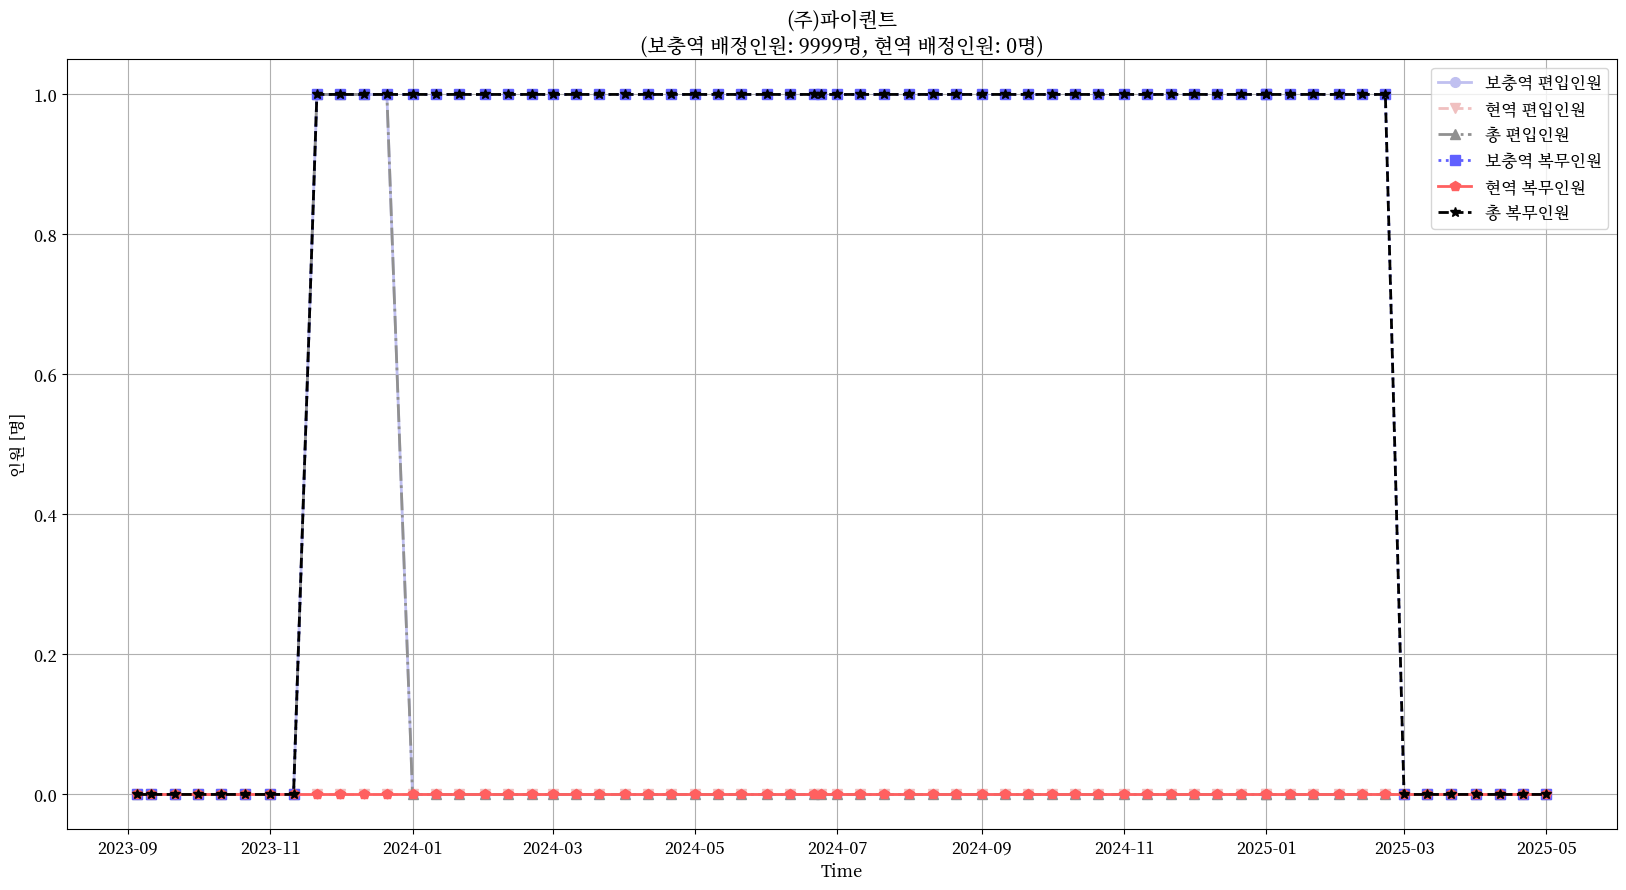 (주)파이퀀트
(보충역 배정인원: 9999명, 현역 배정인원: 0명)
보충역 편입인원
현역 편입인원
총 편입인원
보충역 복무인원
현역 복무인원
총 복무인원
인원 [명]
1.0
0.8
0.6
0.4
0.2
0.0
2023-09 2023-11 2024-01 2024-03 2024-05 2024-07 2024-09 2024-11 2025-01 2025-03 2025-05
Time